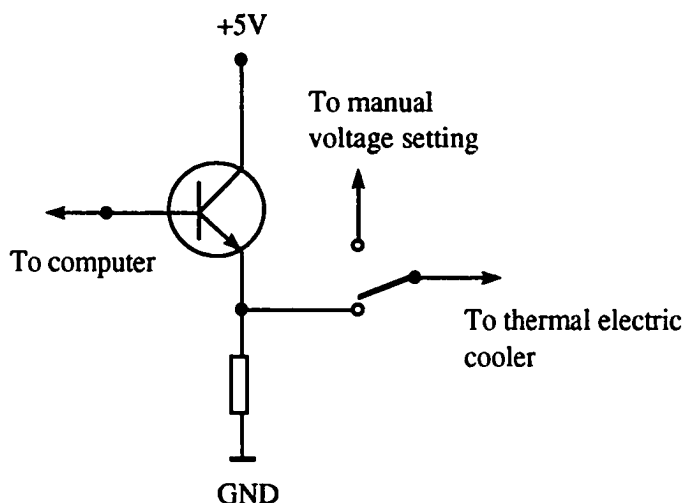 +5V
To manual
voltage setting
To computer
To thermal electric
cooler
GND